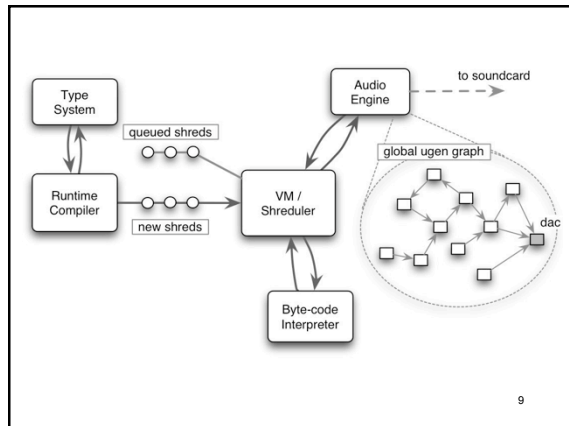 Type
System
queued shreds
Runtime
Compiler
new shreds
VM /
Shreduler
Byte-code
Interpreter
Audio
Engine
to soundcard
global ugen graph
dac
9